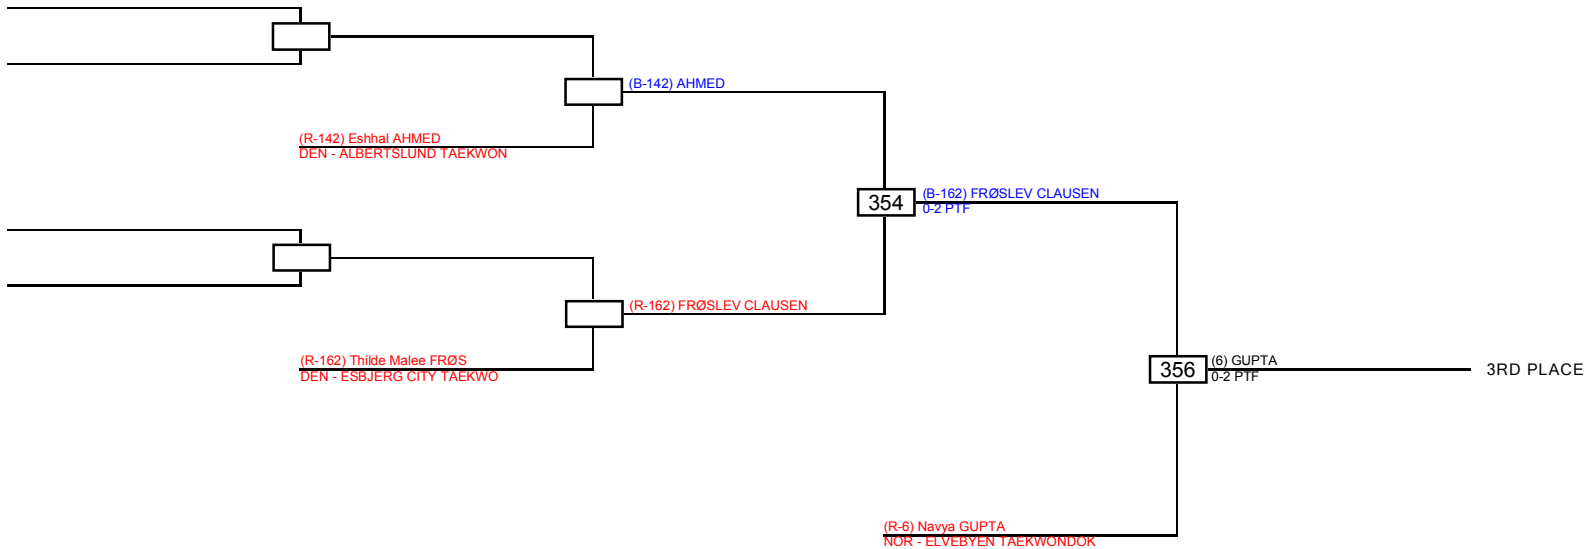 (B-142) AHMED
(R-142) Eshhal AHMED
DEN - ALBERTSLUND TAEKWON
354
(B-162) FRØSLEV CLAUSEN
0-2 PTF
(R-162) FRØSLEV CLAUSEN
(R-162) Thilde Malee FRØS
DEN - ESBJERG CITY TAEKWO
356
(6) GUPTA
0-2 PTF
3RD PLACE
(R-6) Navya GUPTA
NOR - ELVEBYEN TAEKWONDOK